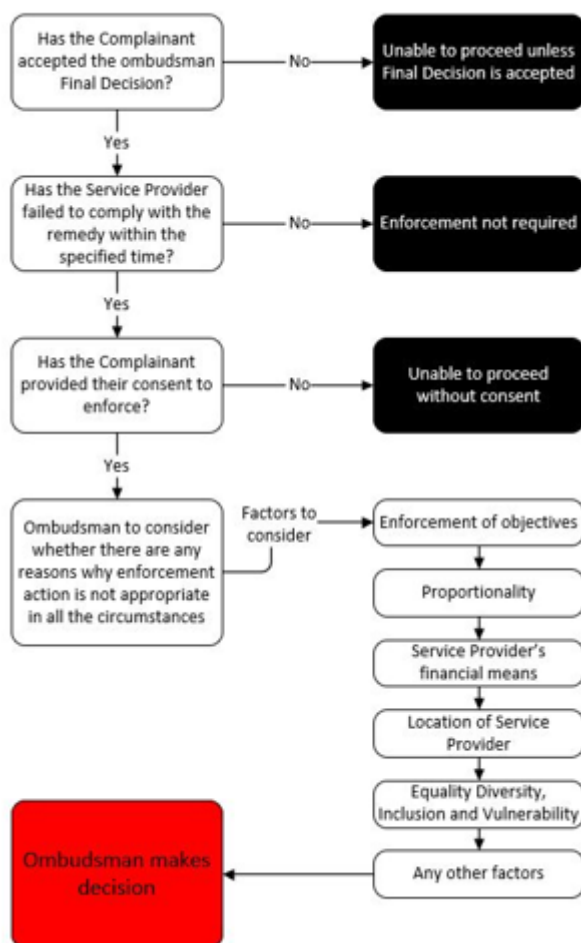 Has the Complainant
accepted the ombudsman
Final Decision?
No
Unable to proceed unless
Final Decision is accepted
Yes
Has the Service Provider
failed to comply with the
remedy within the
specified time?
No
Enforcement not required
Yes
Has the Complainant
provided their consent to
enforce?
No
Unable to proceed
without consent
Yes
Ombudsman to consider
whether there are any
reasons why enforcement
action is not appropriate
in all the circumstances
Factors to
consider
Enforcement of objectives
Proportionality
Service Provider's
financial means
Location of Service
Provider
Equality Diversity,
Inclusion and Vulnerability
Any other factors
Ombudsman makes
decision